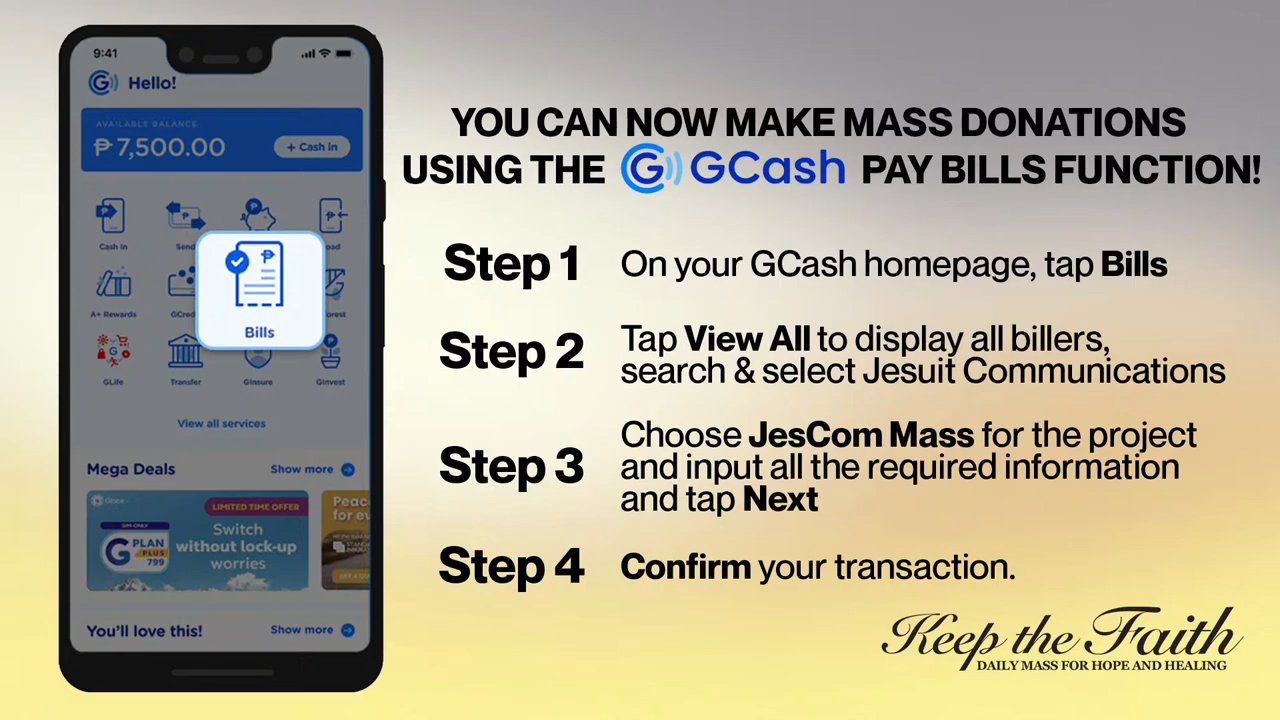 9:41
Hello!
AVAILABLE BALANCE
₱ 7,500.00
+ Cash in
Cash in
Send
A+ Rewards
Bills
GLife
Transfer
GInsure
GInvest
View all services
Mega Deals
Show more
LIMITED TIME OFFER
SIM-ONLY
G PLAN
PLUS
799
Switch
without lock-up
worries
You'll love this!
Show more
YOU CAN NOW MAKE MASS DONATIONS
USING THE GCash PAY BILLS FUNCTION!
Step 1 On your GCash homepage, tap Bills
Step 2 Tap View All to display all billers,
search & select Jesuit Communications
Step 3 Choose JesCom Mass for the project
and input all the required information
and tap Next
Step 4 Confirm your transaction.
Keep the Faith
DAILY MASS FOR HOPE AND HEALING